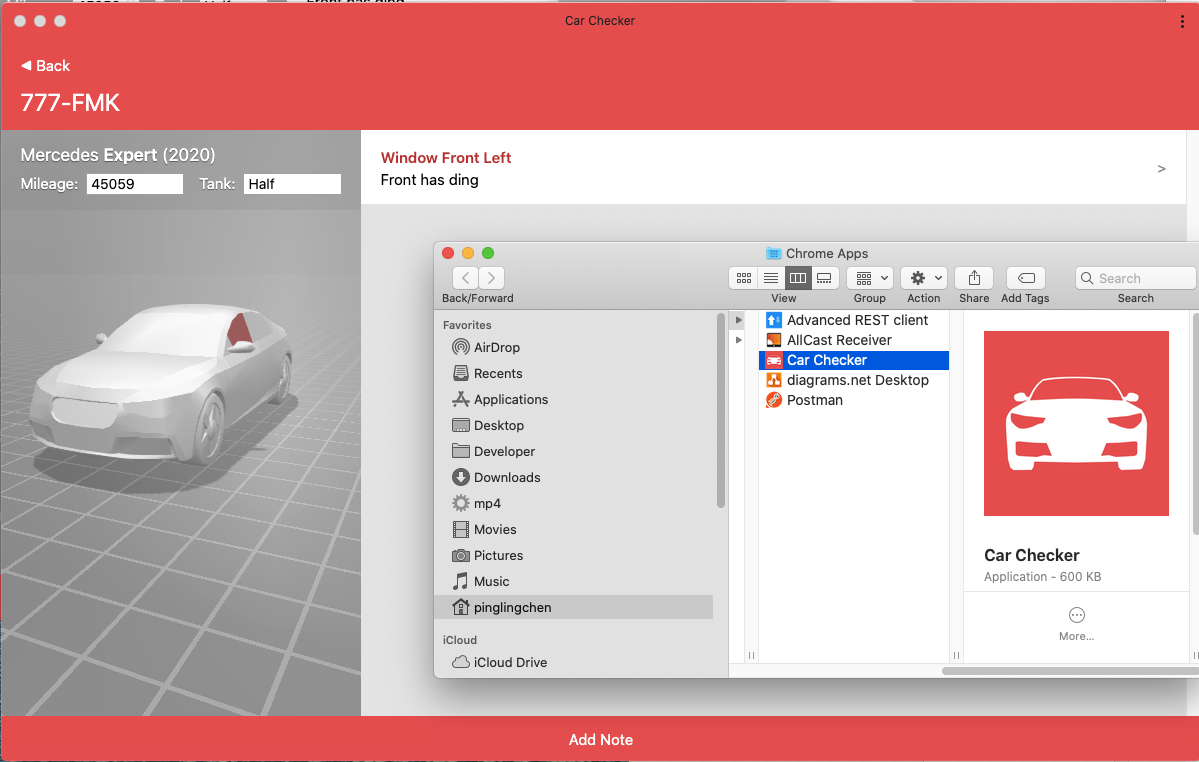 Car Checker
◀ Back
777-FMK
Mercedes Expert (2020)
Mileage: 45059 Tank: Half
Window Front Left
Front has ding
>
Chrome Apps
Search
Back/Forward View Group Action Share Add Tags Search
Favorites
AirDrop
Recents
Applications
Desktop
Developer
Downloads
mp4
Movies
Pictures
Music
pinglingchen
iCloud
iCloud Drive
Advanced REST client
AllCast Receiver
Car Checker
diagrams.net Desktop
Postman
Car Checker
Application - 600 KB
More...
Add Note